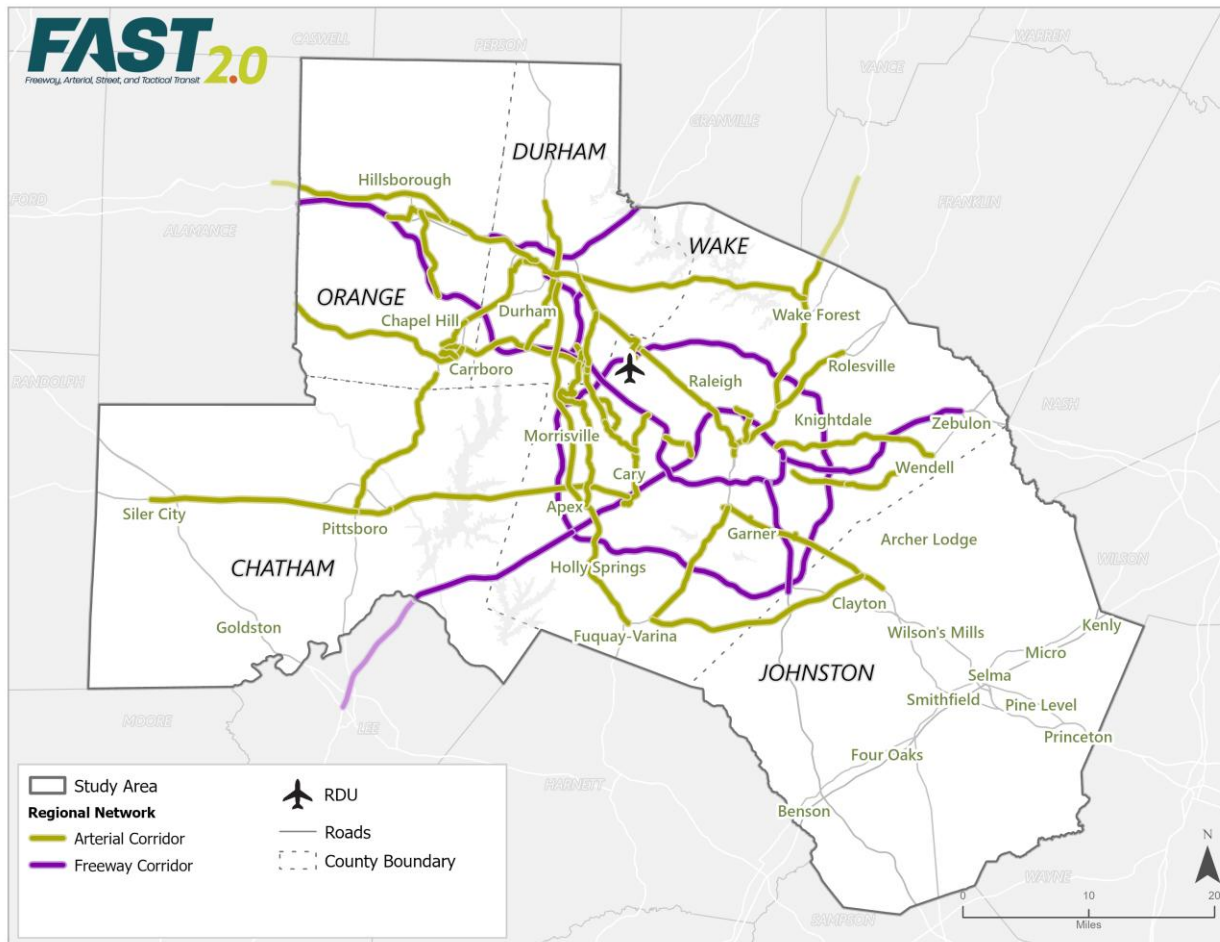 FAST 2.0
Freeway, Arterial, Street, and Tactical Transit
CASWELL
PERSON
WARREN
VANCE
GRANVILLE
DURHAM
Hillsborough
FRANKLIN
ALAMANCE
WAKE
ORANGE
Durham
Chapel Hill
Wake Forest
Carrboro
Rolesville
RANDOLPH
Raleigh
Knightdale
NASH
Zebulon
Morrisville
Cary
Wendell
Siler City
Apex
Pittsboro
Garner
Archer Lodge
CHATHAM
Holly Springs
WILSON
Clayton
Goldston
Fuquay-Varina
Wilson's Mills
Kenly
Micro
JOHNSTON
Selma
Smithfield
Pine Level
MOORE
LEE
Princeton
Four Oaks
HARNETT
Benson
WAYNE
SAMPSON
Study Area
Regional Network
Arterial Corridor
Freeway Corridor
RDU
Roads
County Boundary
N
0 10 20
Miles